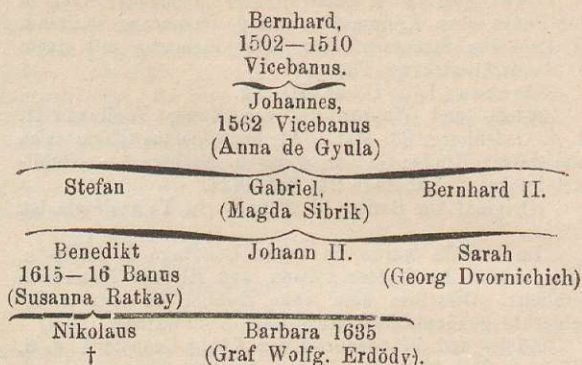 Bernhard,
1502—1510
Vicebanus.
Johannes,
1562 Vicebanus
(Anna de Gyula)
Stefan Gabriel, Bernhard II.
(Magda Sibrik)
Benedikt Johann II. Sarah
1615—16 Banus (Georg Dvornichich)
(Susanna Ratkay)
Nikolaus Barbara 1635
† (Graf Wolfg. Erdödy).